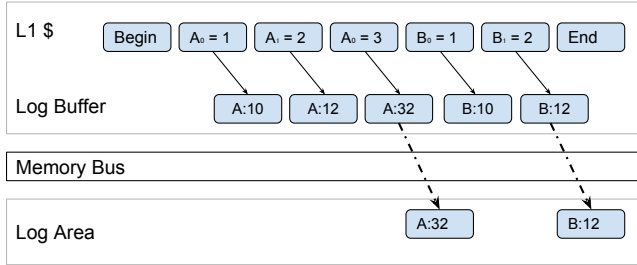 L1 $ Begin A₀ = 1 A₁ = 2 A₀ = 3 B₀ = 1 B₁ = 2 End
Log Buffer A:10 A:12 A:32 B:10 B:12
Memory Bus
Log Area A:32 B:12